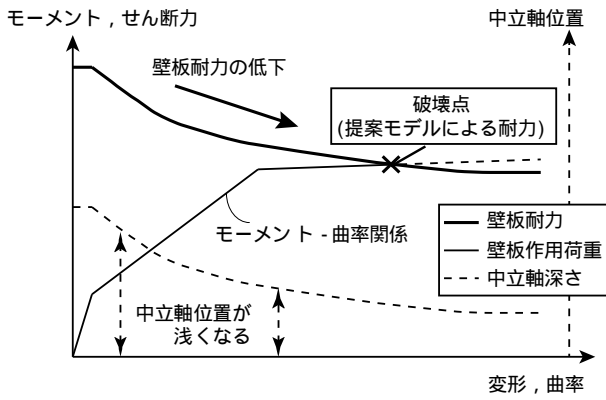 モーメント , せん断力
中立軸位置
壁板耐力の低下
破壊点
(提案モデルによる耐力)
モーメント - 曲率関係
壁板耐力
壁板作用荷重
中立軸深さ
中立軸位置が
浅くなる
変形 , 曲率